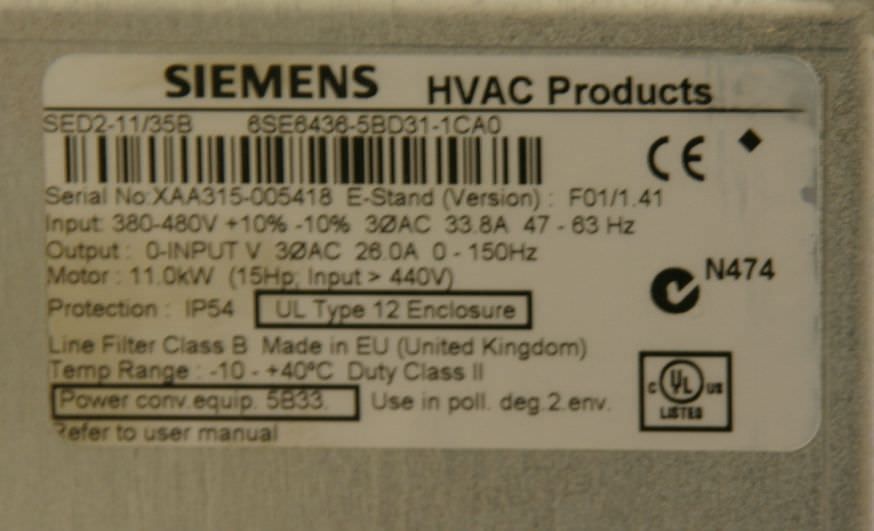 SIEMENS HVAC Products
SED2-11/35B 6SE6436-5BD31-1CA0
Serial No:XAA315-005418 E-Stand (Version) : F01/1.41
Input: 380-480V +10% -10% 3ØAC 33.8A 47 - 63 Hz
Output : 0-INPUT V 3ØAC 26.0A 0 - 150Hz
Motor : 11.0kW (15Hp; Input > 440V)
N474
Protection : IP54 UL Type 12 Enclosure
Line Filter Class B Made in EU (United Kingdom)
Temp Range : -10 - +40°C Duty Class II
Power conv.equip. 5B33. Use in poll. deg.2.env.
Refer to user manual
CE
C UL US
LISTED